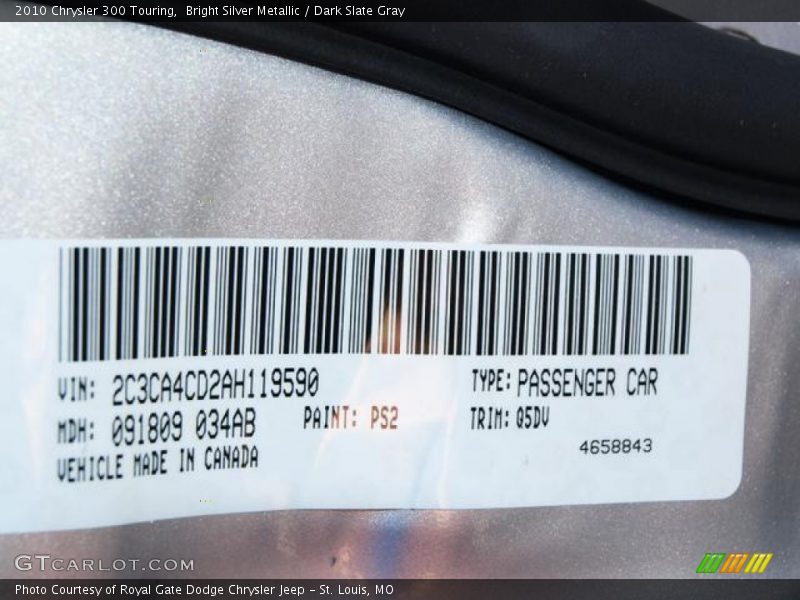 2010 Chrysler 300 Touring,  Bright Silver Metallic / Dark Slate Gray
VIN: 2C3CA4CD2AH119590
TYPE: PASSENGER CAR
MDH: 091809 034AB
PAINT: PS2
TRIM: Q5DV
VEHICLE MADE IN CANADA
4658843
GTCARLOT.COM
Photo Courtesy of Royal Gate Dodge Chrysler Jeep - St. Louis, MO